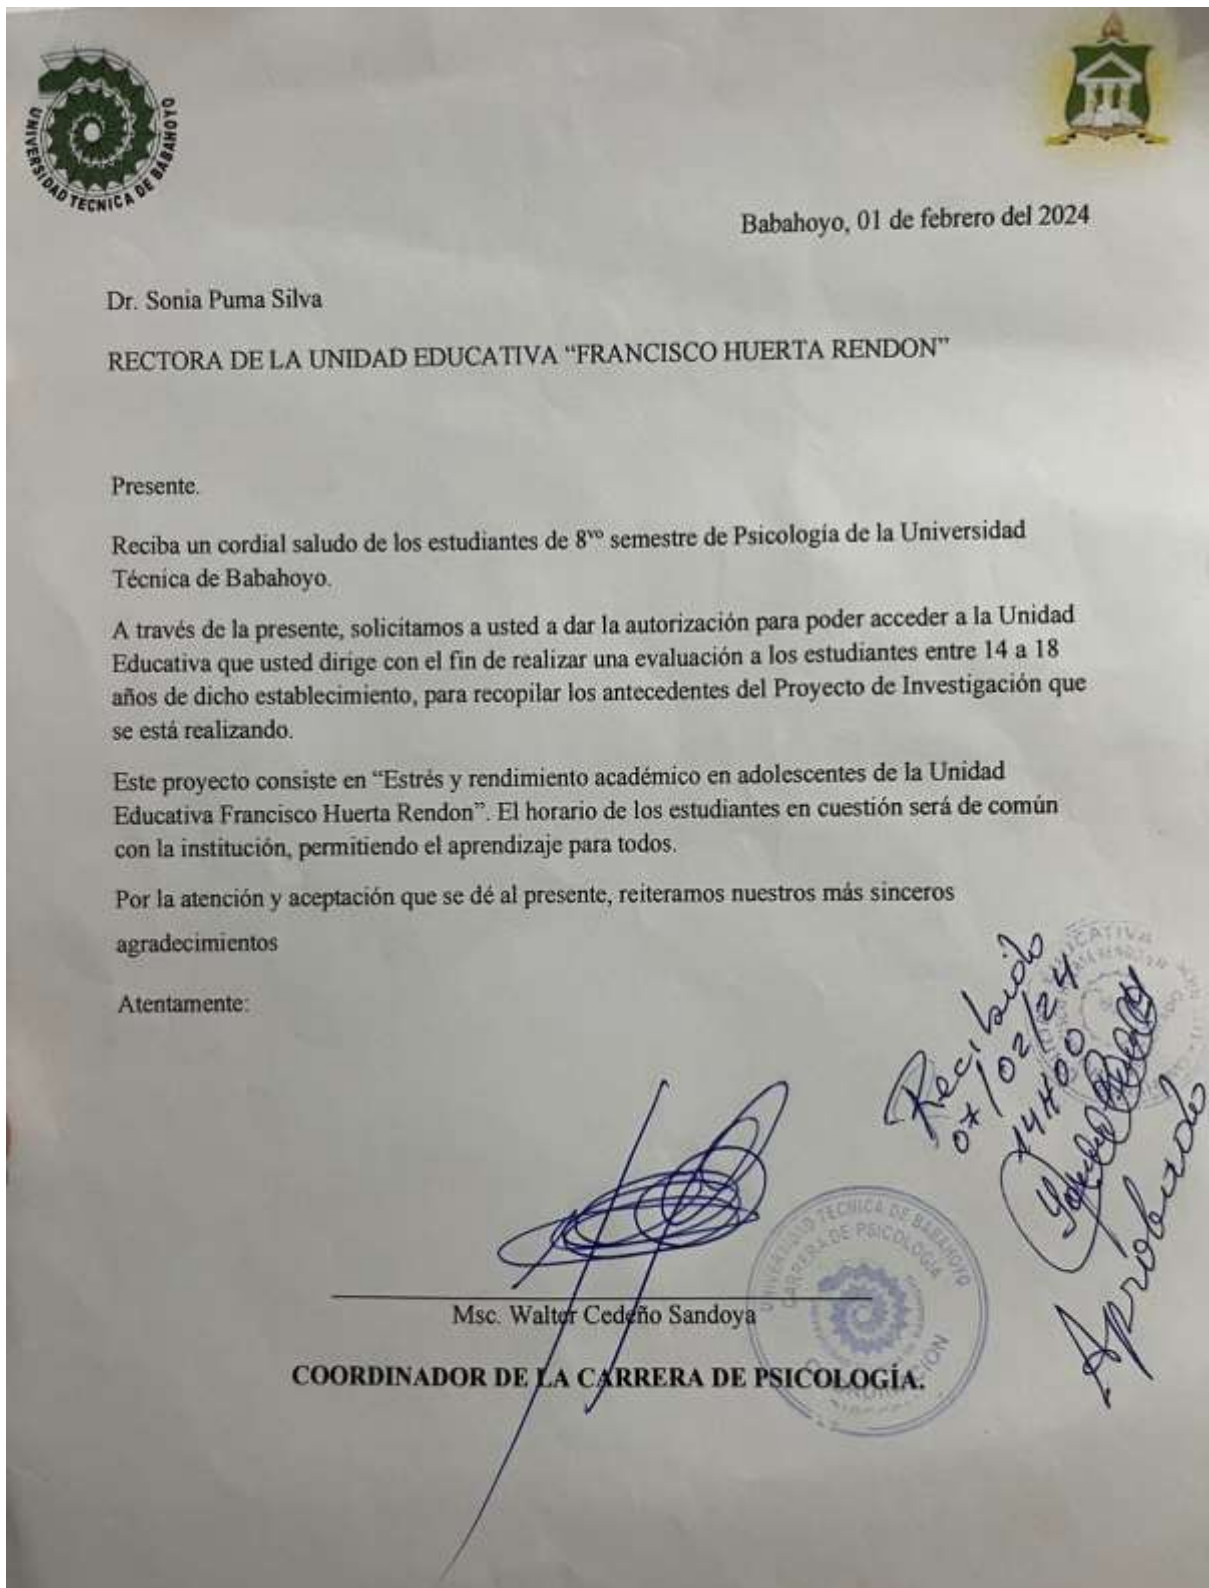 UNIVERSIDAD TECNICA DE BABAHOYO
Babahoyo, 01 de febrero del 2024
Dr. Sonia Puma Silva
RECTORA DE LA UNIDAD EDUCATIVA “FRANCISCO HUERTA RENDON”
Presente.
Reciba un cordial saludo de los estudiantes de 8ᵛᵒ semestre de Psicología de la Universidad
Técnica de Babahoyo.
A través de la presente, solicitamos a usted a dar la autorización para poder acceder a la Unidad
Educativa que usted dirige con el fin de realizar una evaluación a los estudiantes entre 14 a 18
años de dicho establecimiento, para recopilar los antecedentes del Proyecto de Investigación que
se está realizando.
Este proyecto consiste en “Estrés y rendimiento académico en adolescentes de la Unidad
Educativa Francisco Huerta Rendon”. El horario de los estudiantes en cuestión será de común
con la institución, permitiendo el aprendizaje para todos.
Por la atención y aceptación que se dé al presente, reiteramos nuestros más sinceros
agradecimientos
Atentamente:
Recibido
07/02/24
14H00
Aprobado
UNIVERSIDAD TECNICA DE BABAHOYO
CARRERA DE PSICOLOGÍA
Msc. Walter Cedeño Sandoya
COORDINADOR DE LA CARRERA DE PSICOLOGÍA.